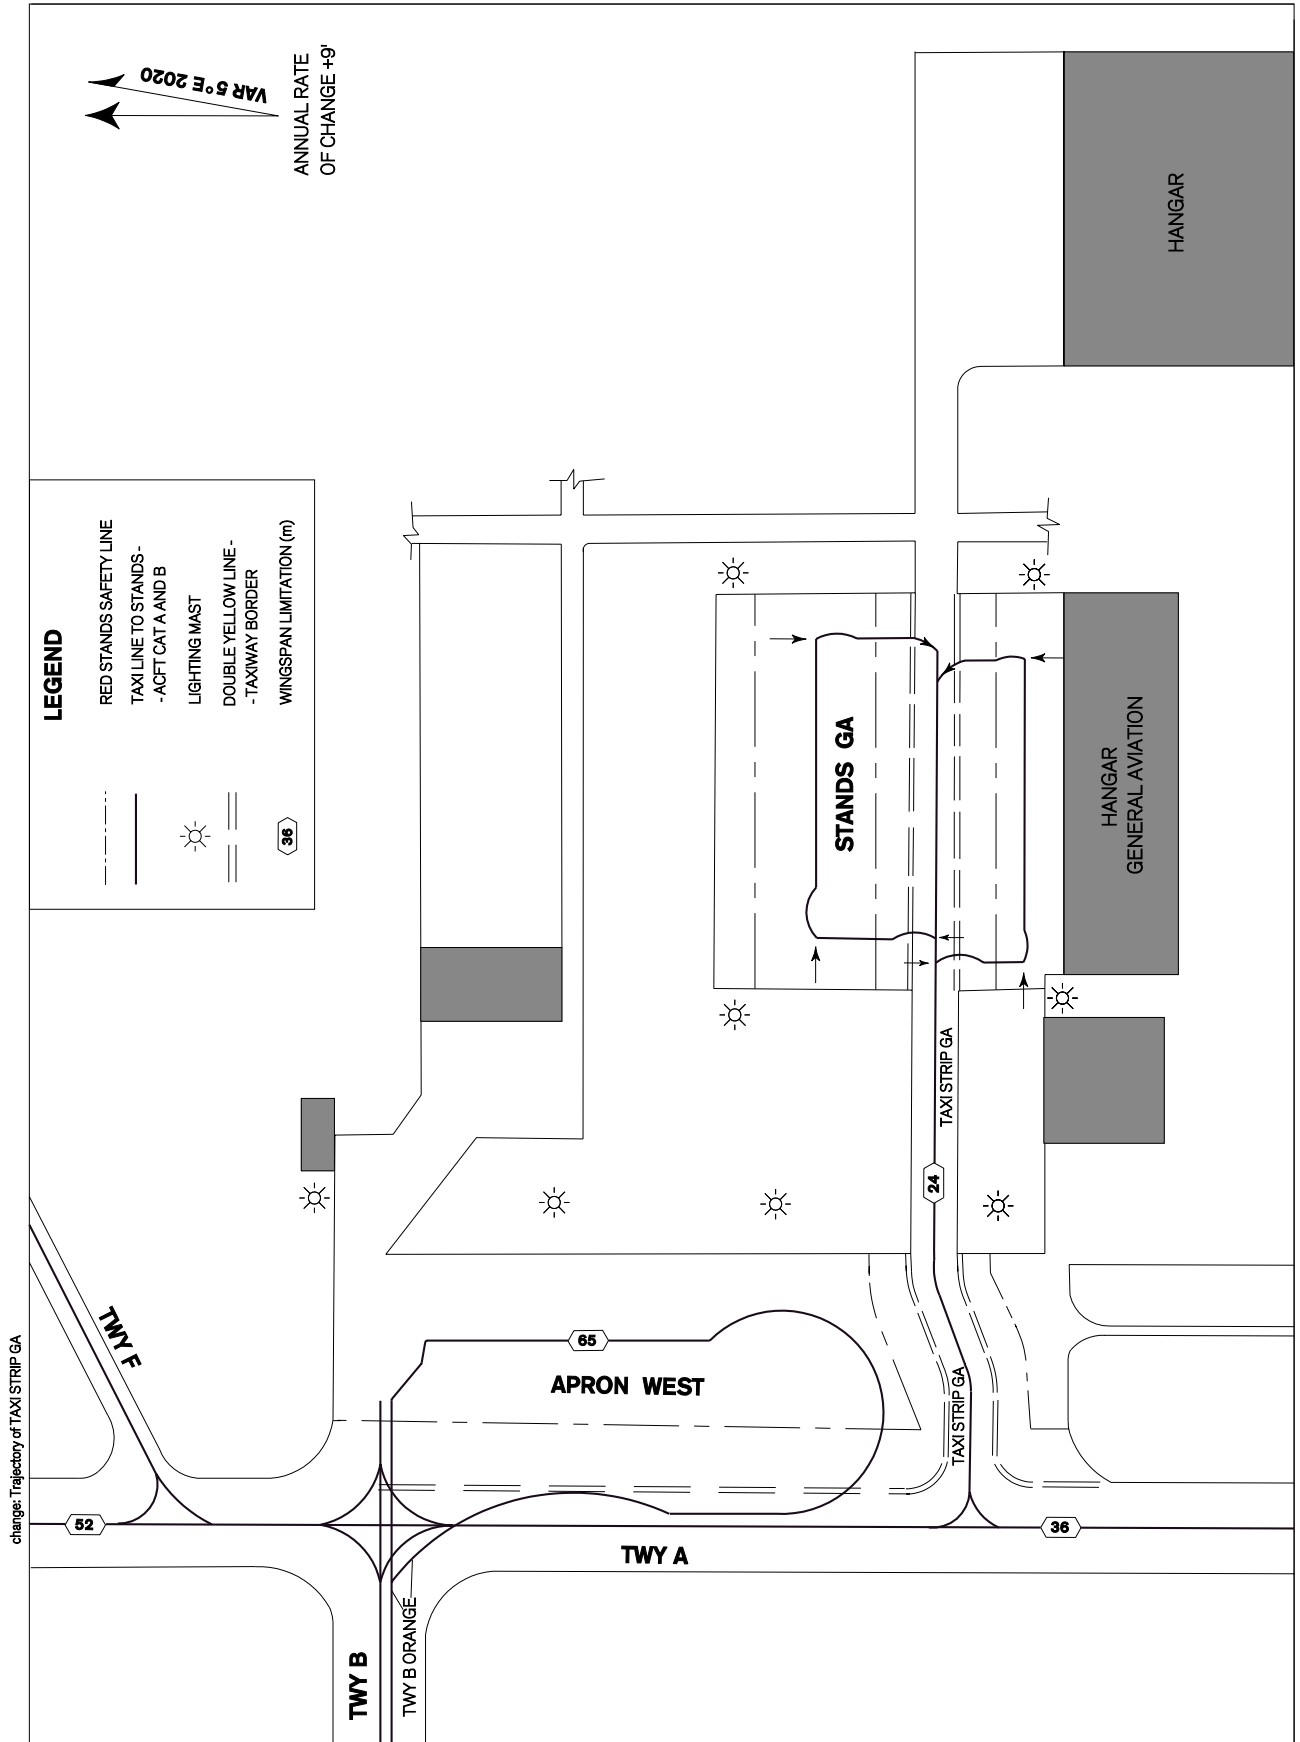 change: Trajectory of TAXI STRIP GA
VAR 5°E 2020
ANNUAL RATE
OF CHANGE +9'
LEGEND
RED STANDS SAFETY LINE
TAXI LINE TO STANDS -
- ACFT CAT A AND B
LIGHTING MAST
DOUBLE YELLOW LINE -
- TAXIWAY BORDER
36
WINGSPAN LIMITATION (m)
HANGAR
STANDS GA
HANGAR
GENERAL AVIATION
TAXI STRIP GA
24
TWY F
65
APRON WEST
TAXI STRIP GA
52
36
TWY A
TWY B
TWY B ORANGE